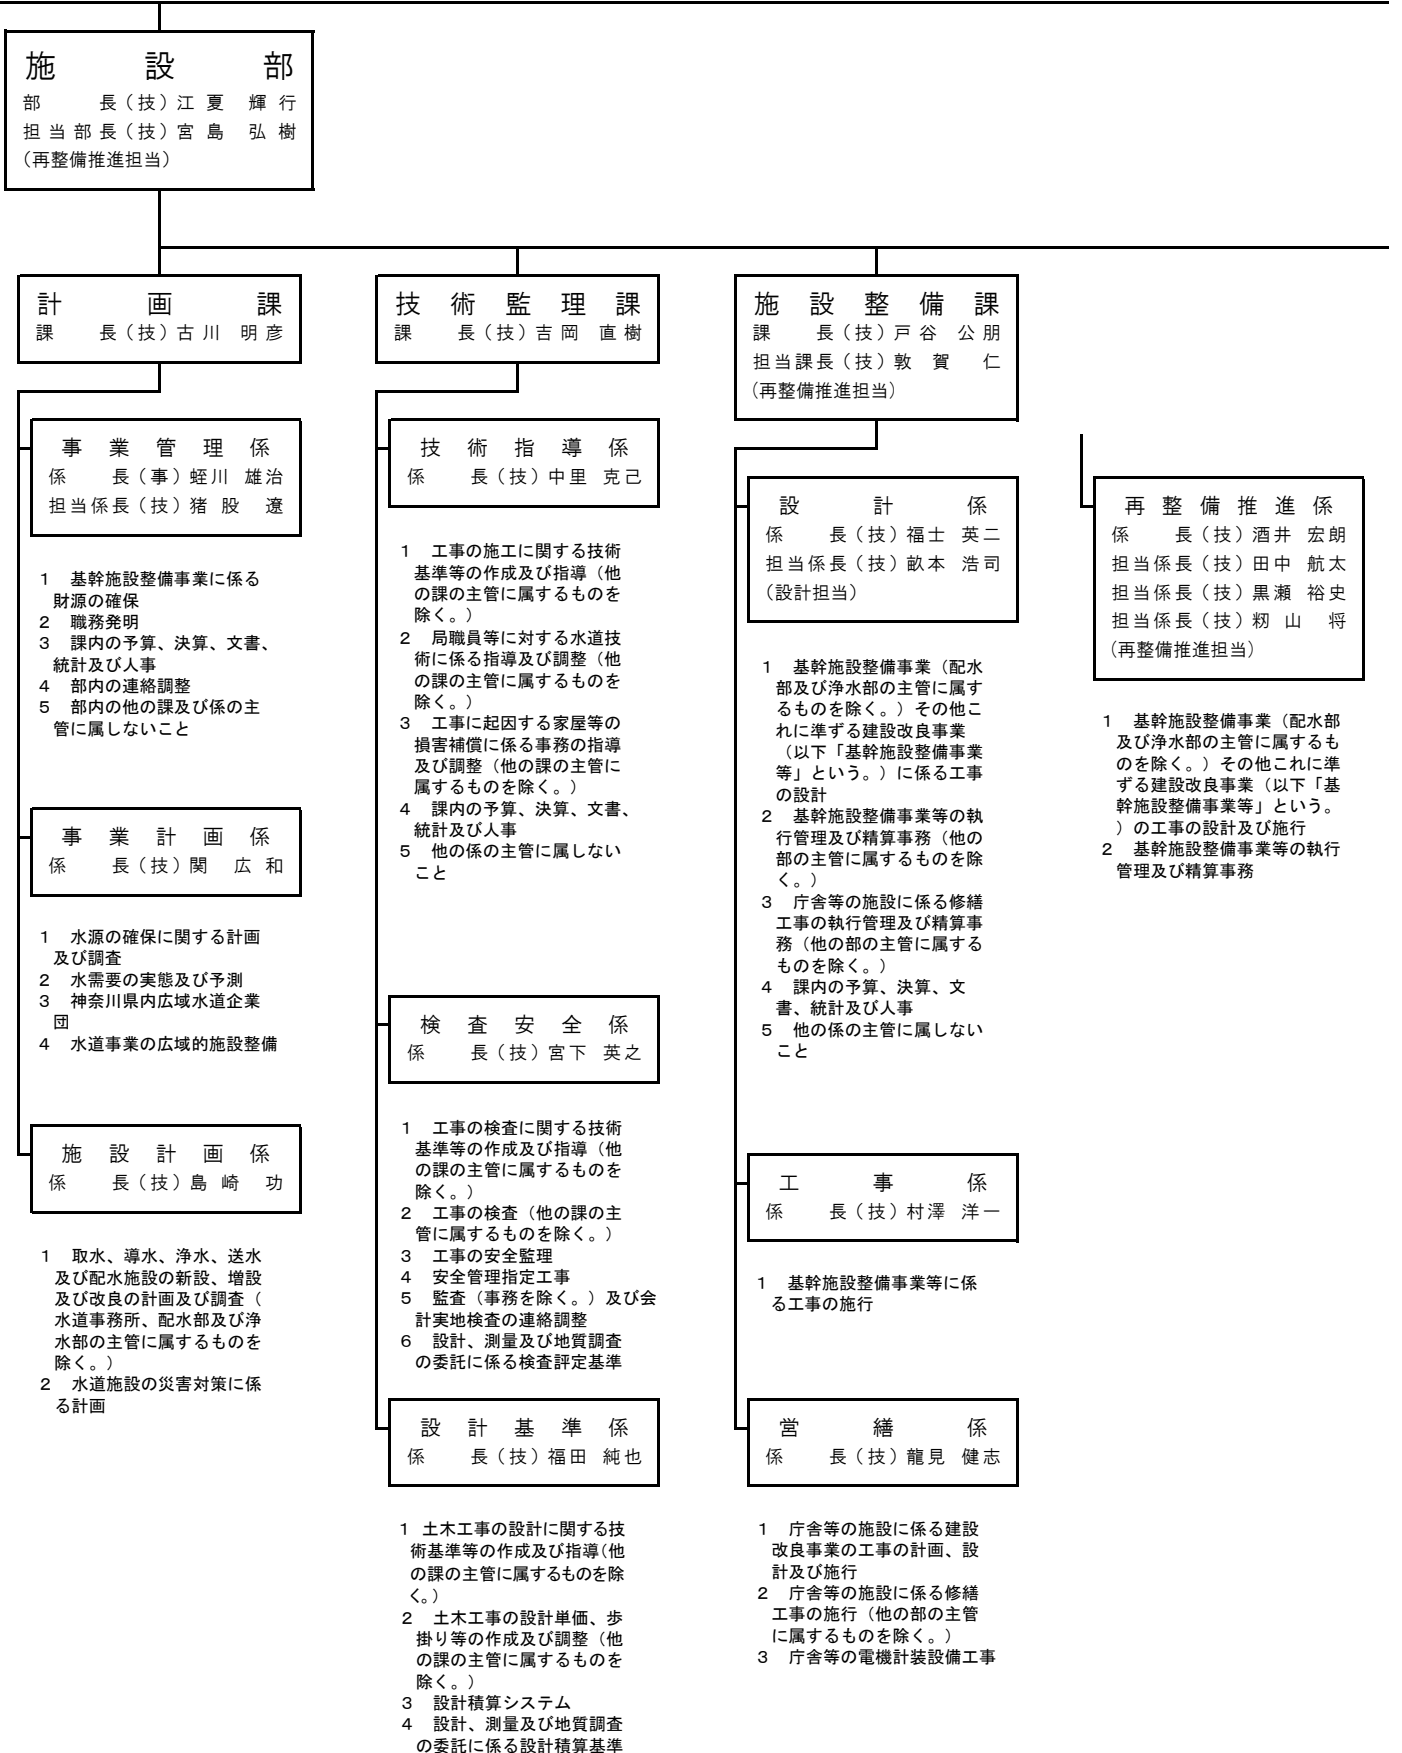 施設部
部長（技）江夏 輝行
担当部長（技）宮島 弘樹
（再整備推進担当）
計画課
課長（技）古川 明彦
事業管理係
係長（事）蛭川 雄治
担当係長（技）猪股 遼
1 基幹施設整備事業に係る
財源の確保
2 職務発明
3 課内の予算、決算、文書、
統計及び人事
4 部内の連絡調整
5 部内の他の課及び係の主
管に属しないこと
事業計画係
係長（技）関 広和
1 水源の確保に関する計画
及び調査
2 水需要の実態及び予測
3 神奈川県内広域水道企業
団
4 水道事業の広域的施設整備
施設計画係
係長（技）島崎 功
1 取水、導水、浄水、送水
及び配水施設の新設、増設
及び改良の計画及び調査（
水道事務所、配水部及び浄
水部の主管に属するものを
除く。）
2 水道施設の災害対策に係
る計画
技術監理課
課長（技）吉岡 直樹
技術指導係
係長（技）中里 克己
1 工事の施工に関する技術
基準等の作成及び指導（他
の課の主管に属するものを
除く。）
2 局職員等に対する水道技
術に係る指導及び調整（他
の課の主管に属するものを
除く。）
3 工事に起因する家屋等の
損害補償に係る事務の指導
及び調整（他の課の主管に
属するものを除く。）
4 課内の予算、決算、文書、
統計及び人事
5 他の係の主管に属しない
こと
検査安全係
係長（技）宮下 英之
1 工事の検査に関する技術
基準等の作成及び指導（他
の課の主管に属するものを
除く。）
2 工事の検査（他の課の主
管に属するものを除く。）
3 工事の安全監理
4 安全管理指定工事
5 監査（事務を除く。）及び会
計実地検査の連絡調整
6 設計、測量及び地質調査
の委託に係る検査評定基準
設計基準係
係長（技）福田 純也
1 土木工事の設計に関する技
術基準等の作成及び指導（他
の課の主管に属するものを除
く。）
2 土木工事の設計単価、歩
掛り等の作成及び調整（他
の課の主管に属するものを
除く。）
3 設計積算システム
4 設計、測量及び地質調査
の委託に係る設計積算基準
施設整備課
課長（技）戸谷 公朋
担当課長（技）敦賀 仁
（再整備推進担当）
設計係
係長（技）福士 英二
担当係長（技）畝本 浩司
（設計担当）
1 基幹施設整備事業（配水
部及び浄水部の主管に属す
るものを除く。）その他こ
れに準ずる建設改良事業
（以下「基幹施設整備事業
等」という。）に係る工事
の設計
2 基幹施設整備事業等の執
行管理及び精算事務（他の
部の主管に属するものを除
く。）
3 庁舎等の施設に係る修繕
工事の執行管理及び精算事
務（他の部の主管に属する
ものを除く。）
4 課内の予算、決算、文
書、統計及び人事
5 他の係の主管に属しない
こと
工事係
係長（技）村澤 洋一
1 基幹施設整備事業等に係
る工事の施行
営繕係
係長（技）龍見 健志
1 庁舎等の施設に係る建設
改良事業の工事の計画、設
計及び施行
2 庁舎等の施設に係る修繕
工事の施行（他の部の主管
に属するものを除く。）
3 庁舎等の電機計装設備工事
再整備推進係
係長（技）酒井 宏朗
担当係長（技）田中 航太
担当係長（技）黒瀬 裕史
担当係長（技）籾山 将
（再整備推進担当）
1 基幹施設整備事業（配水部
及び浄水部の主管に属するも
のを除く。）その他これに準
ずる建設改良事業（以下「基
幹施設整備事業等」という。
）の工事の設計及び施行
2 基幹施設整備事業等の執行
管理及び精算事務